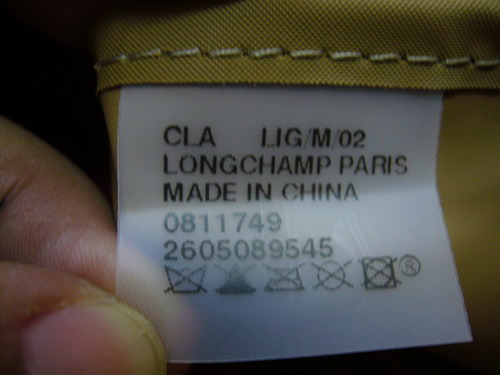 CLA LIG/M/02
LONGCHAMP PARIS
MADE IN CHINA
0811749
2605089545
®